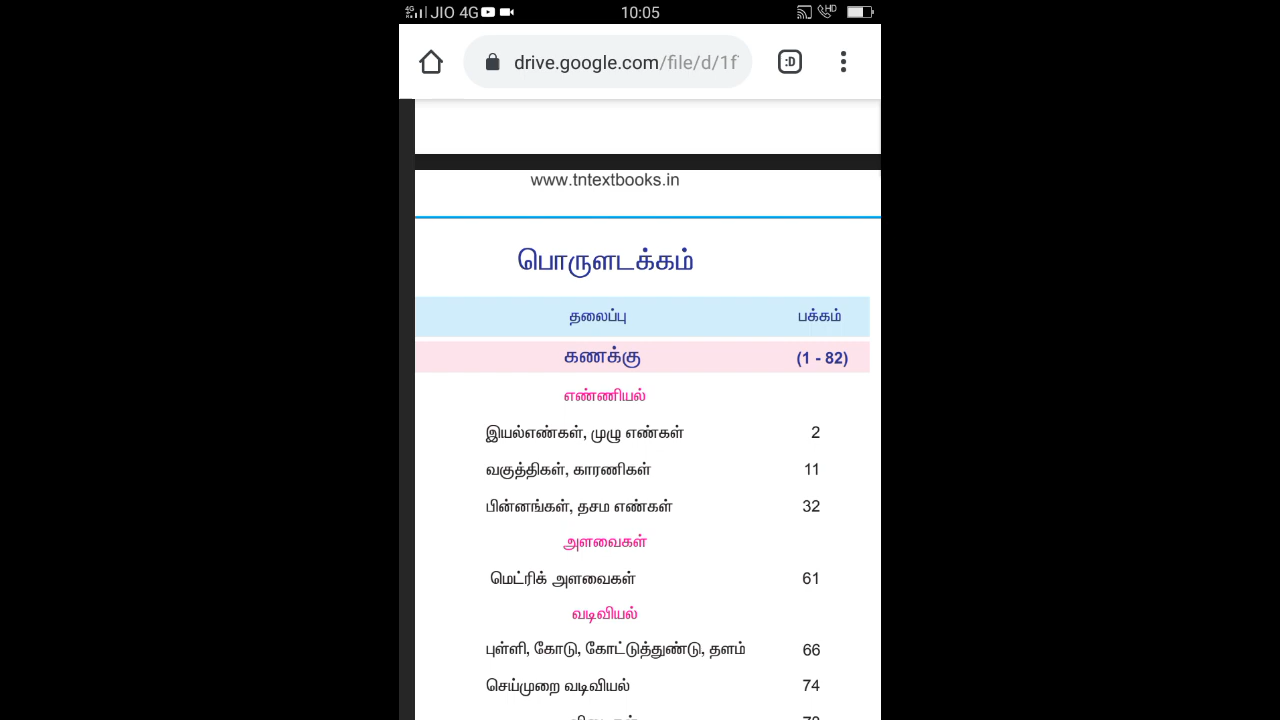 JIO 4G 10:05 HD
drive.google.com/file/d/1f :D
www.tntextbooks.in
பொருளடக்கம்
தலைப்பு பக்கம்
கணக்கு (1 - 82)
எண்ணியல்
இயல்எண்கள், முழு எண்கள் 2
வகுத்திகள், காரணிகள் 11
பின்னங்கள், தசம எண்கள் 32
அளவைகள்
மெட்ரிக் அளவைகள் 61
வடிவியல்
புள்ளி, கோடு, கோட்டுத்துண்டு, தளம் 66
செய்முறை வடிவியல் 74